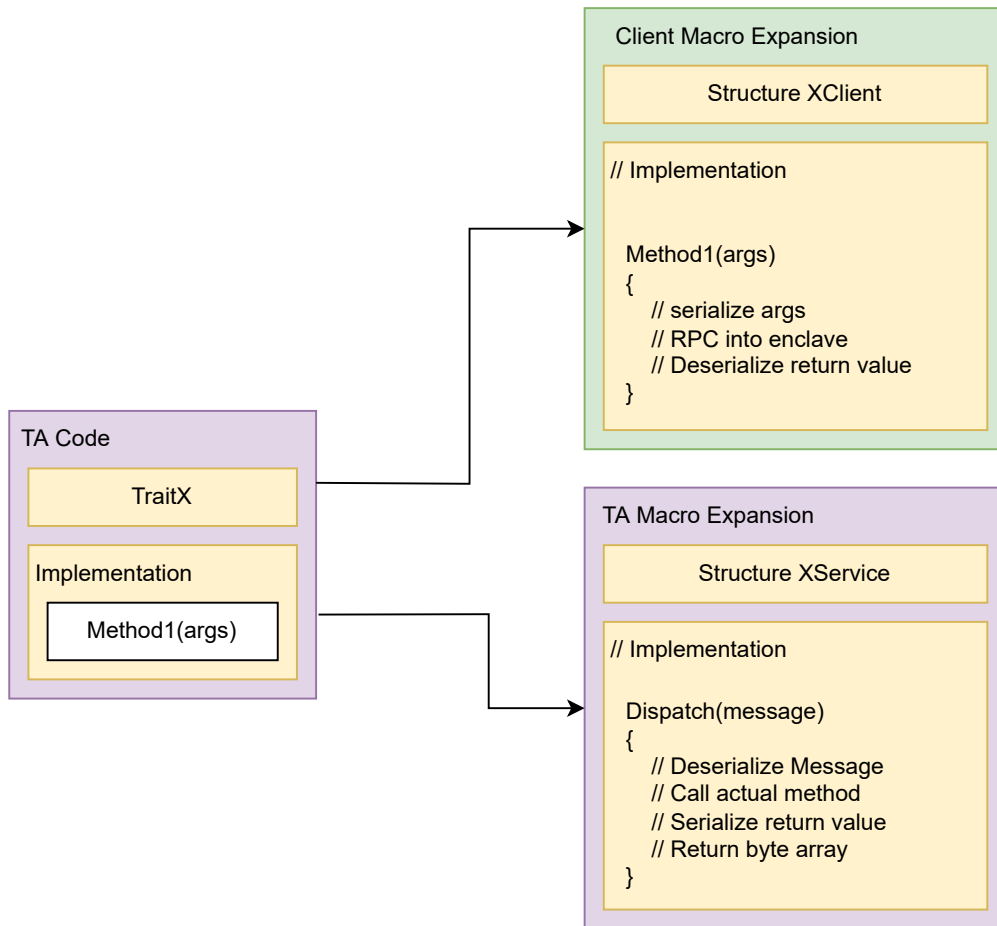 Client Macro Expansion
Structure XClient
// Implementation
Method1(args)
{
// serialize args
// RPC into enclave
// Deserialize return value
}
TA Code
TraitX
Implementation
Method1(args)
TA Macro Expansion
Structure XService
// Implementation
Dispatch(message)
{
// Deserialize Message
// Call actual method
// Serialize return value
// Return byte array
}